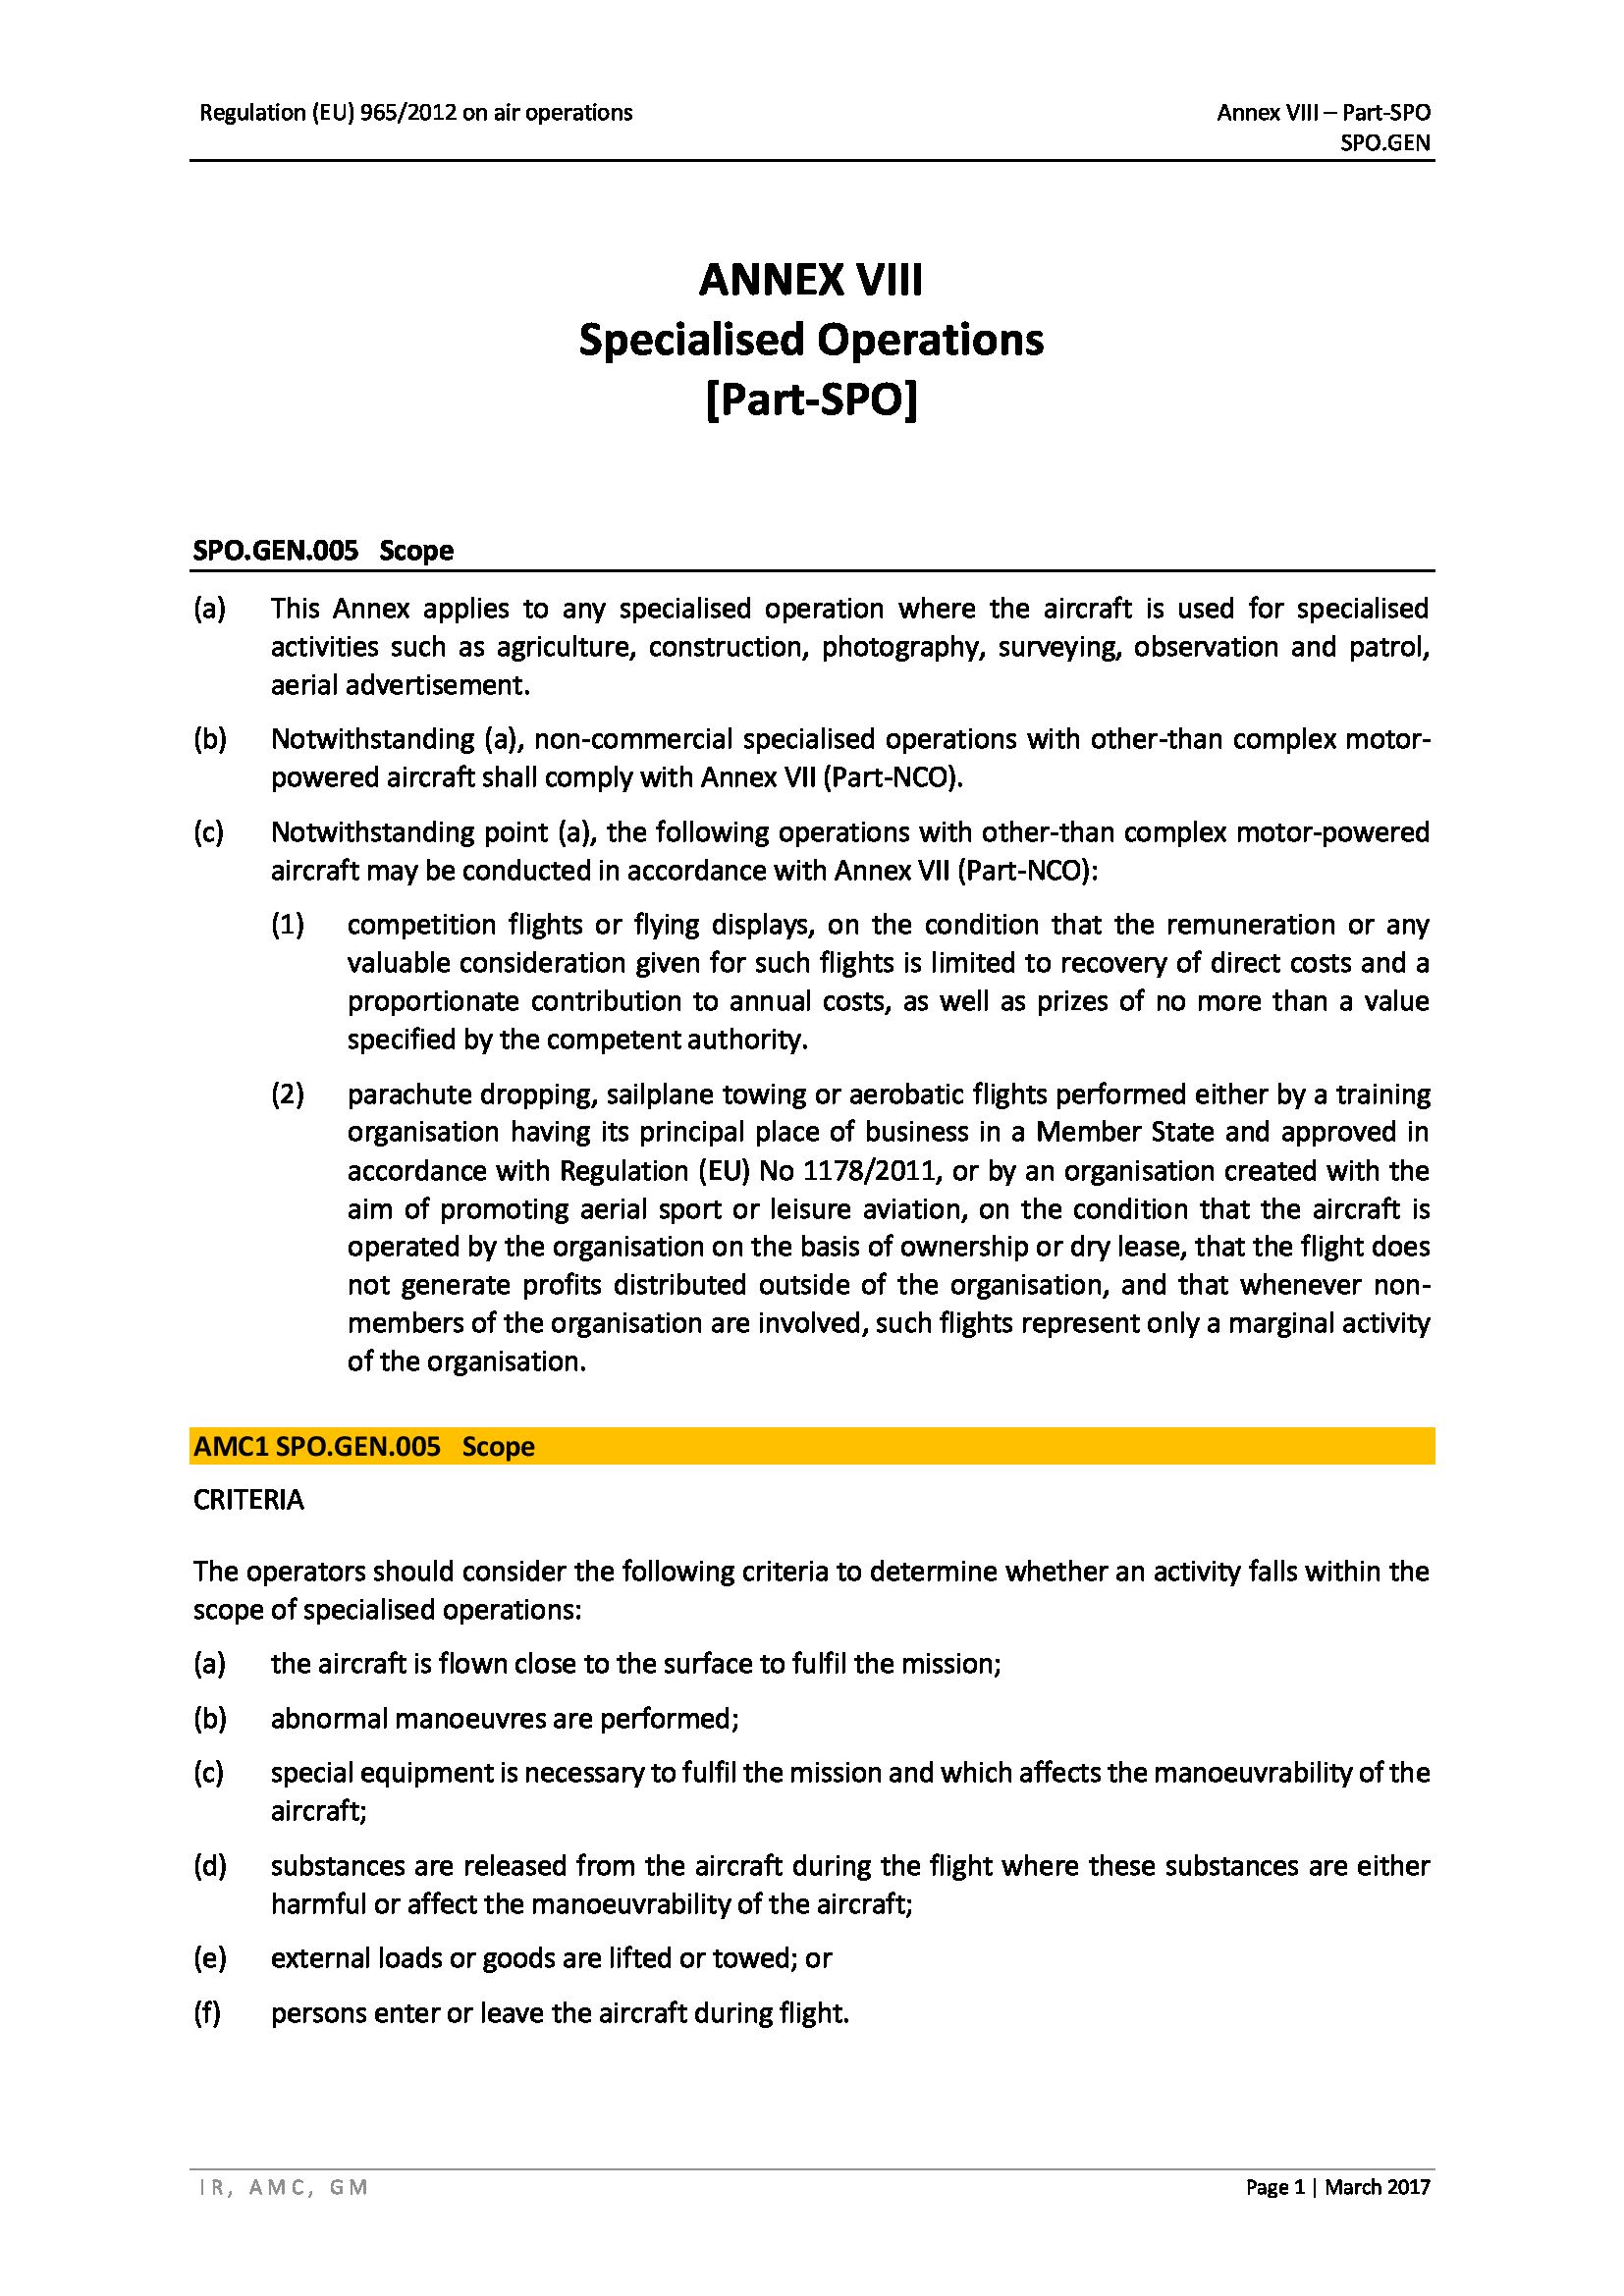 Regulation (EU) 965/2012 on air operations
Annex VIII – Part-SPO
SPO.GEN
ANNEX VIII
Specialised Operations
[Part-SPO]
SPO.GEN.005 Scope
(a) This Annex applies to any specialised operation where the aircraft is used for specialised
activities such as agriculture, construction, photography, surveying, observation and patrol,
aerial advertisement.
(b) Notwithstanding (a), non-commercial specialised operations with other-than complex motor-
powered aircraft shall comply with Annex VII (Part-NCO).
(c) Notwithstanding point (a), the following operations with other-than complex motor-powered
aircraft may be conducted in accordance with Annex VII (Part-NCO):
(1) competition flights or flying displays, on the condition that the remuneration or any
valuable consideration given for such flights is limited to recovery of direct costs and a
proportionate contribution to annual costs, as well as prizes of no more than a value
specified by the competent authority.
(2) parachute dropping, sailplane towing or aerobatic flights performed either by a training
organisation having its principal place of business in a Member State and approved in
accordance with Regulation (EU) No 1178/2011, or by an organisation created with the
aim of promoting aerial sport or leisure aviation, on the condition that the aircraft is
operated by the organisation on the basis of ownership or dry lease, that the flight does
not generate profits distributed outside of the organisation, and that whenever non-
members of the organisation are involved, such flights represent only a marginal activity
of the organisation.
AMC1 SPO.GEN.005 Scope
CRITERIA
The operators should consider the following criteria to determine whether an activity falls within the
scope of specialised operations:
(a) the aircraft is flown close to the surface to fulfil the mission;
(b) abnormal manoeuvres are performed;
(c) special equipment is necessary to fulfil the mission and which affects the manoeuvrability of the
aircraft;
(d) substances are released from the aircraft during the flight where these substances are either
harmful or affect the manoeuvrability of the aircraft;
(e) external loads or goods are lifted or towed; or
(f) persons enter or leave the aircraft during flight.
IR, AMC, GM
Page 1 | March 2017